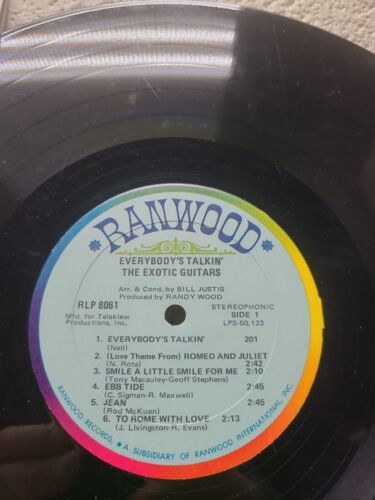 RANWOOD
EVERYBODY'S TALKIN'
THE EXOTIC GUITARS
Arr. & Cond. by BILL JUSTIS
Produced by RANDY WOOD
RLP 8061
Mfd. for Teleklew
Productions, Inc.
STEREOPHONIC
SIDE 1
LPS-50,123
1. EVERYBODY'S TALKIN' 201
(Neil)
2. (Love Theme From) ROMEO AND JULIET
(N. Rota) 2:42
3. SMILE A LITTLE SMILE FOR ME 2:10
(Tony Macauley-Geoff Stephens)
4. EBB TIDE 2:45
(C. Sigman-R. Maxwell)
5. JEAN 2:45
(Rod McKuen)
6. TO ROME WITH LOVE 2:13
(J. Livingston-R. Evans)
RANWOOD RECORDS, • A SUBSIDIARY OF RANWOOD INTERNATIONAL, INC.